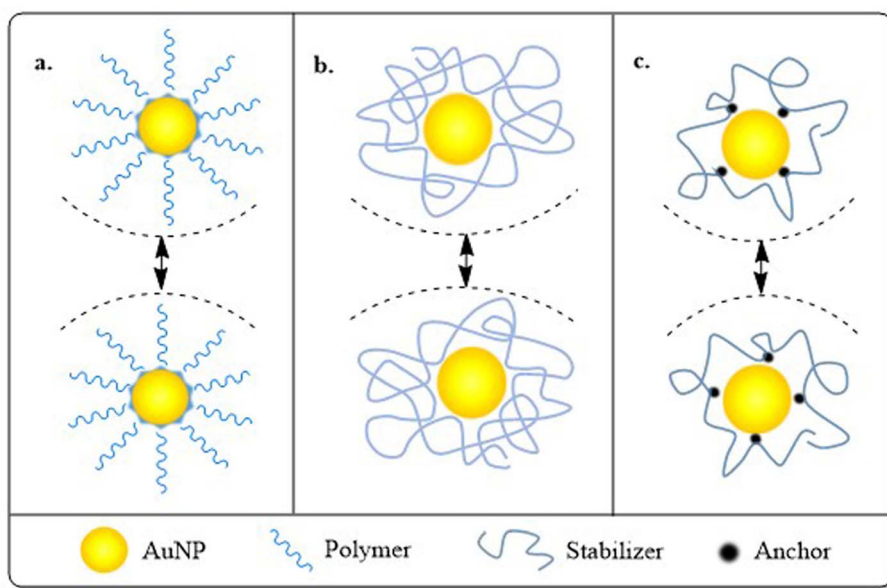 a.
b.
c.
AuNP
Polymer
Stabilizer
Anchor